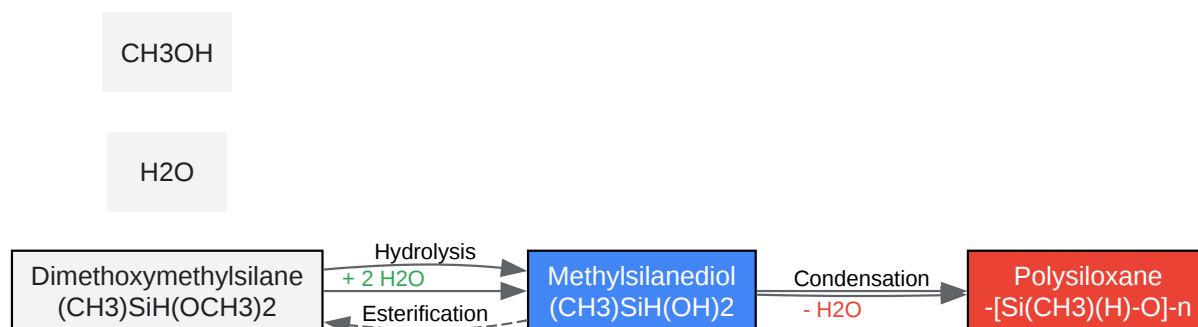 CH3OH
H2O
Dimethoxymethylsilane
(CH3)SiH(OCH3)2
Hydrolysis
+ 2 H2O
Esterification
Methylsilanediol
(CH3)SiH(OH)2
Condensation
- H2O
Polysiloxane
-[Si(CH3)(H)-O]-n